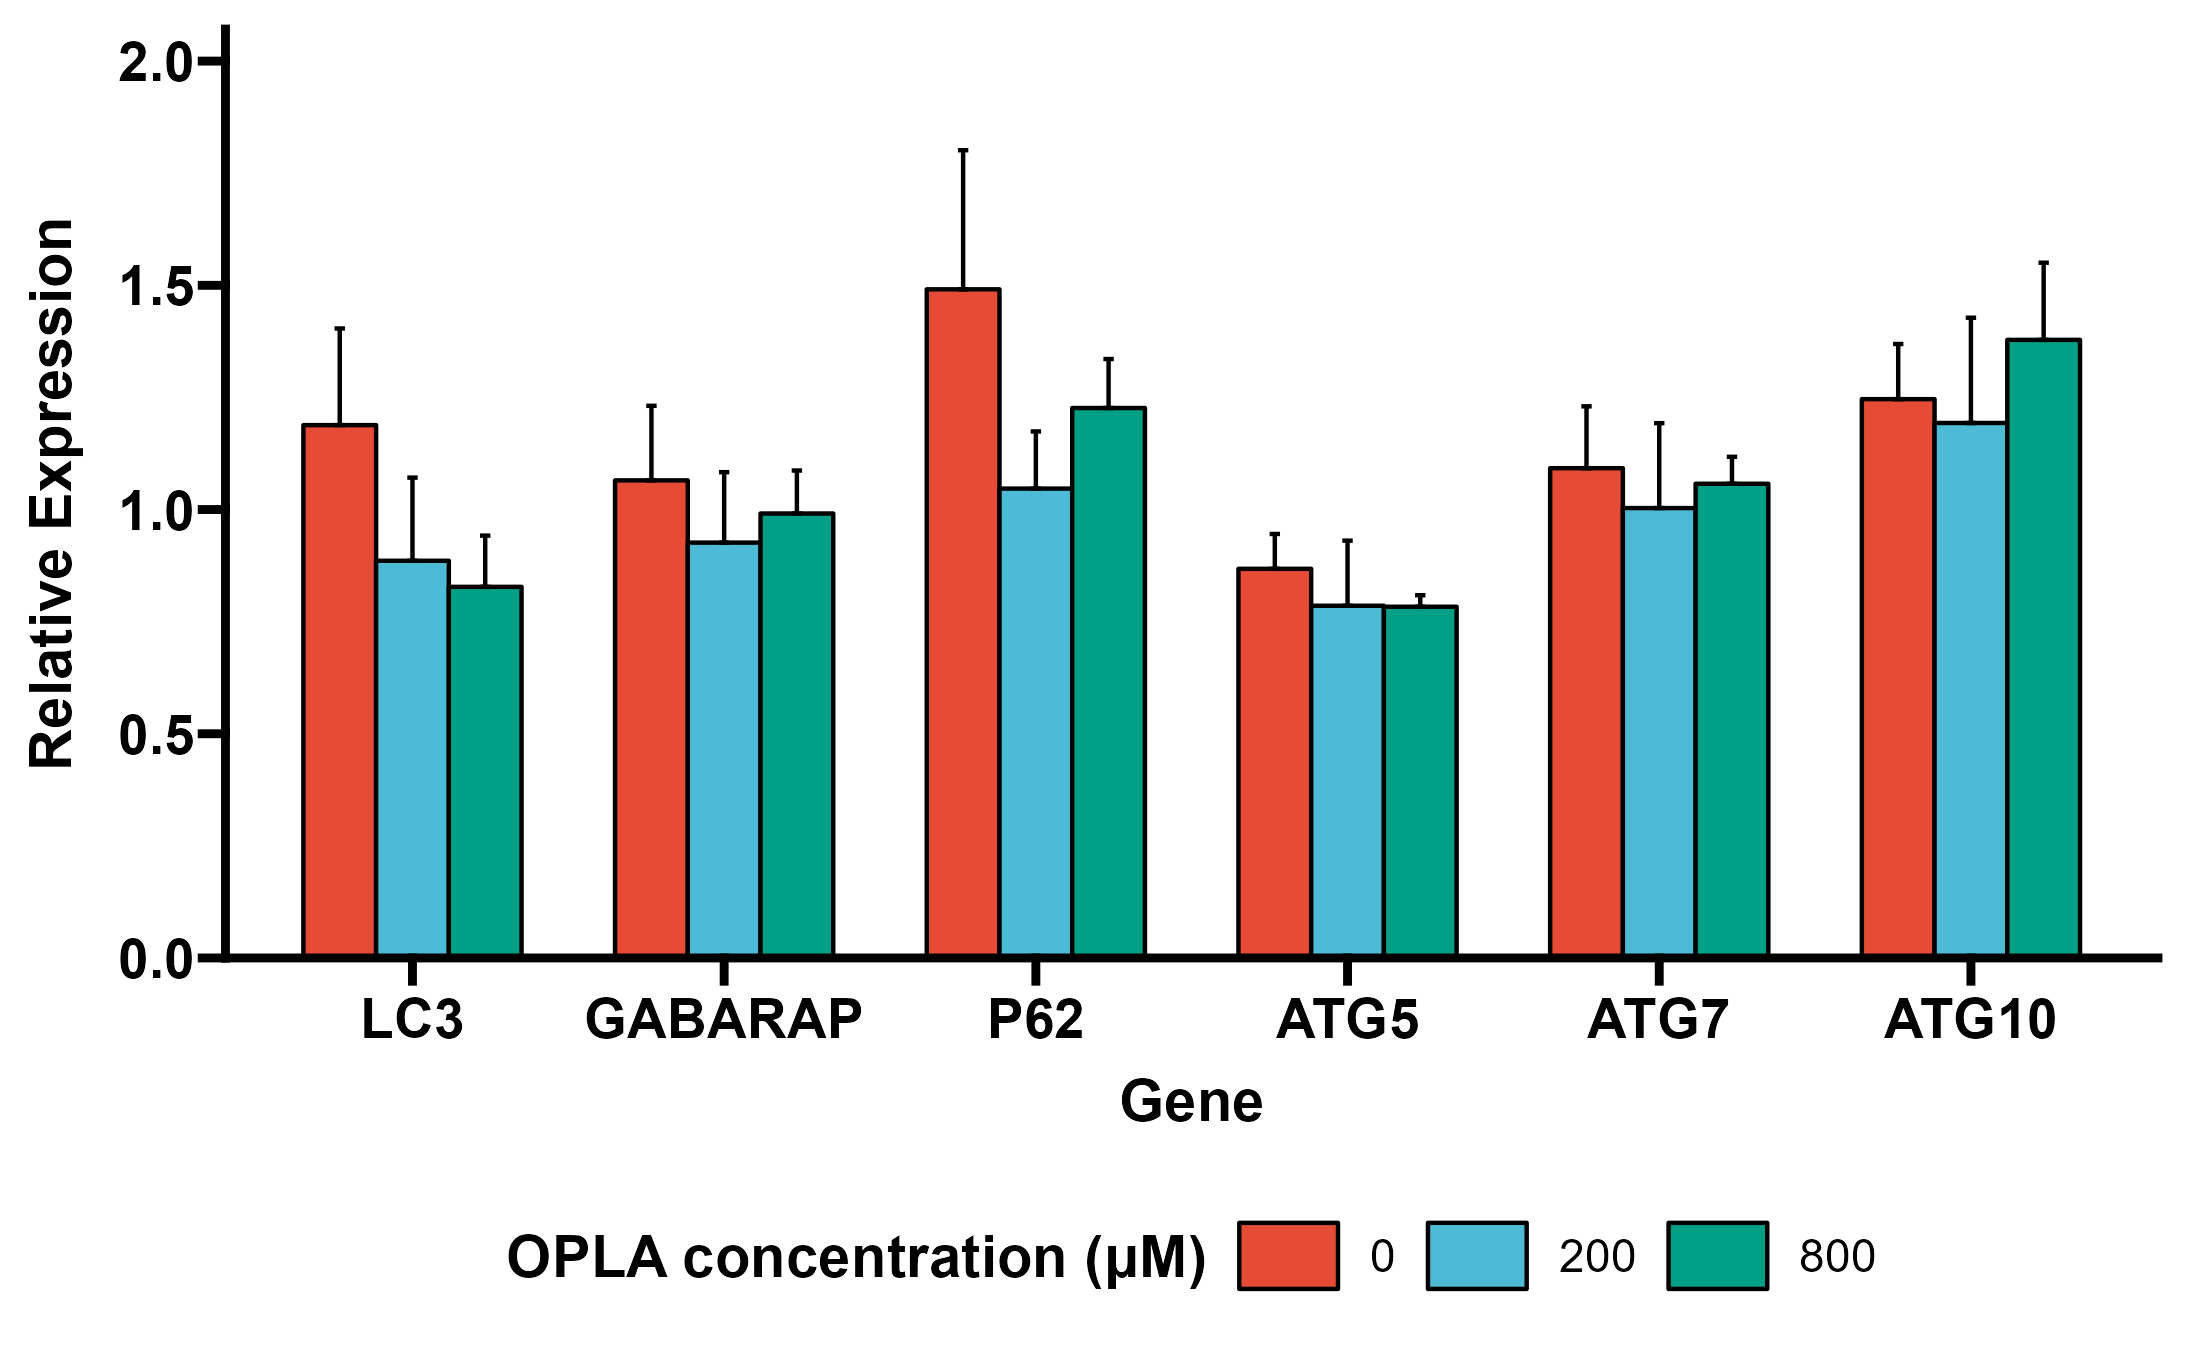 Relative Expression
2.0
1.5
1.0
0.5
0.0
LC3 GABARAP P62 ATG5 ATG7 ATG10
Gene
OPLA concentration (μM) 0 200 800